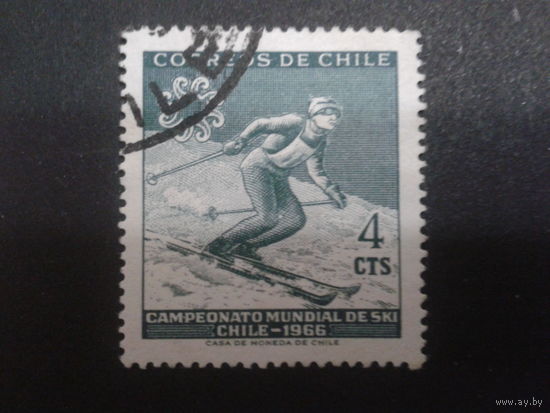 CORREOS DE CHILE
ILE
4
CTS
CAMPEONATO MUNDIAL DE SKI
CHILE-1966
CASA DE MONEDA DE CHILE
www.ay.by